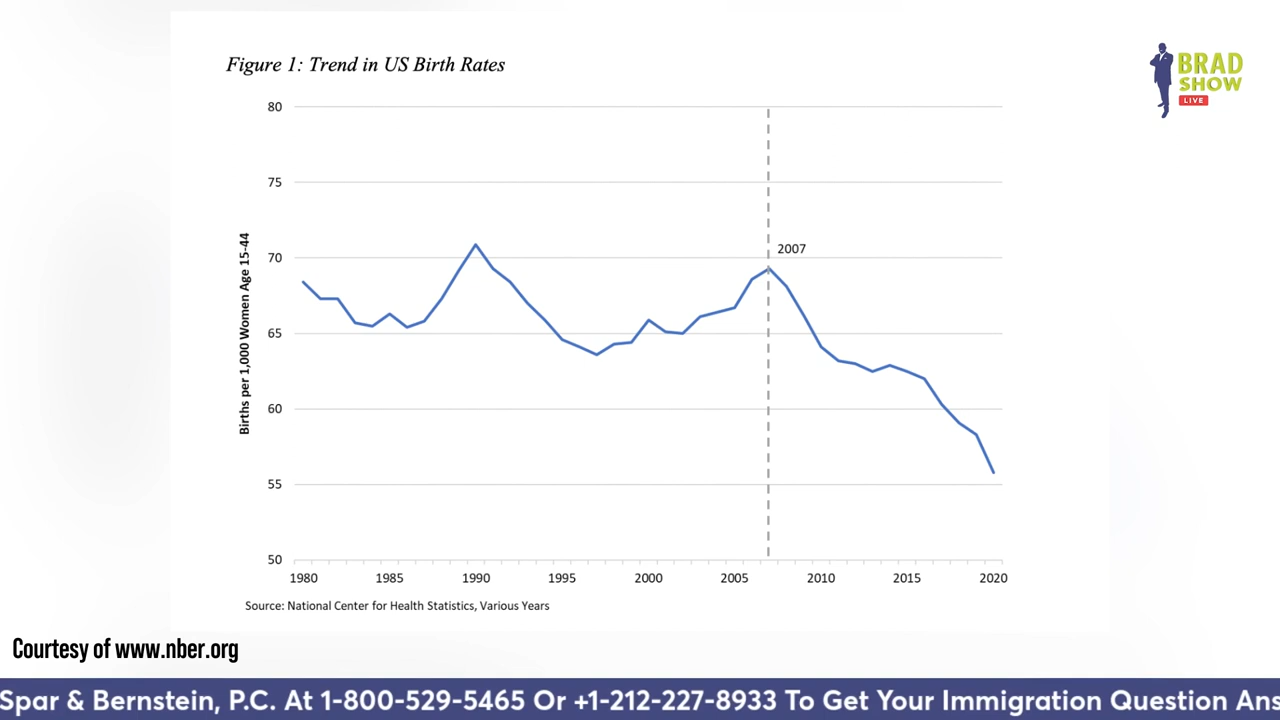 Figure 1: Trend in US Birth Rates
BRAD
SHOW
LIVE
80
75
70
65
60
55
50
Births per 1,000 Women Age 15-44
2007
1980 1985 1990 1995 2000 2005 2010 2015 2020
Source: National Center for Health Statistics, Various Years
Courtesy of www.nber.org
Spar & Bernstein, P.C. At 1-800-529-5465 Or +1-212-227-8933 To Get Your Immigration Question Ans